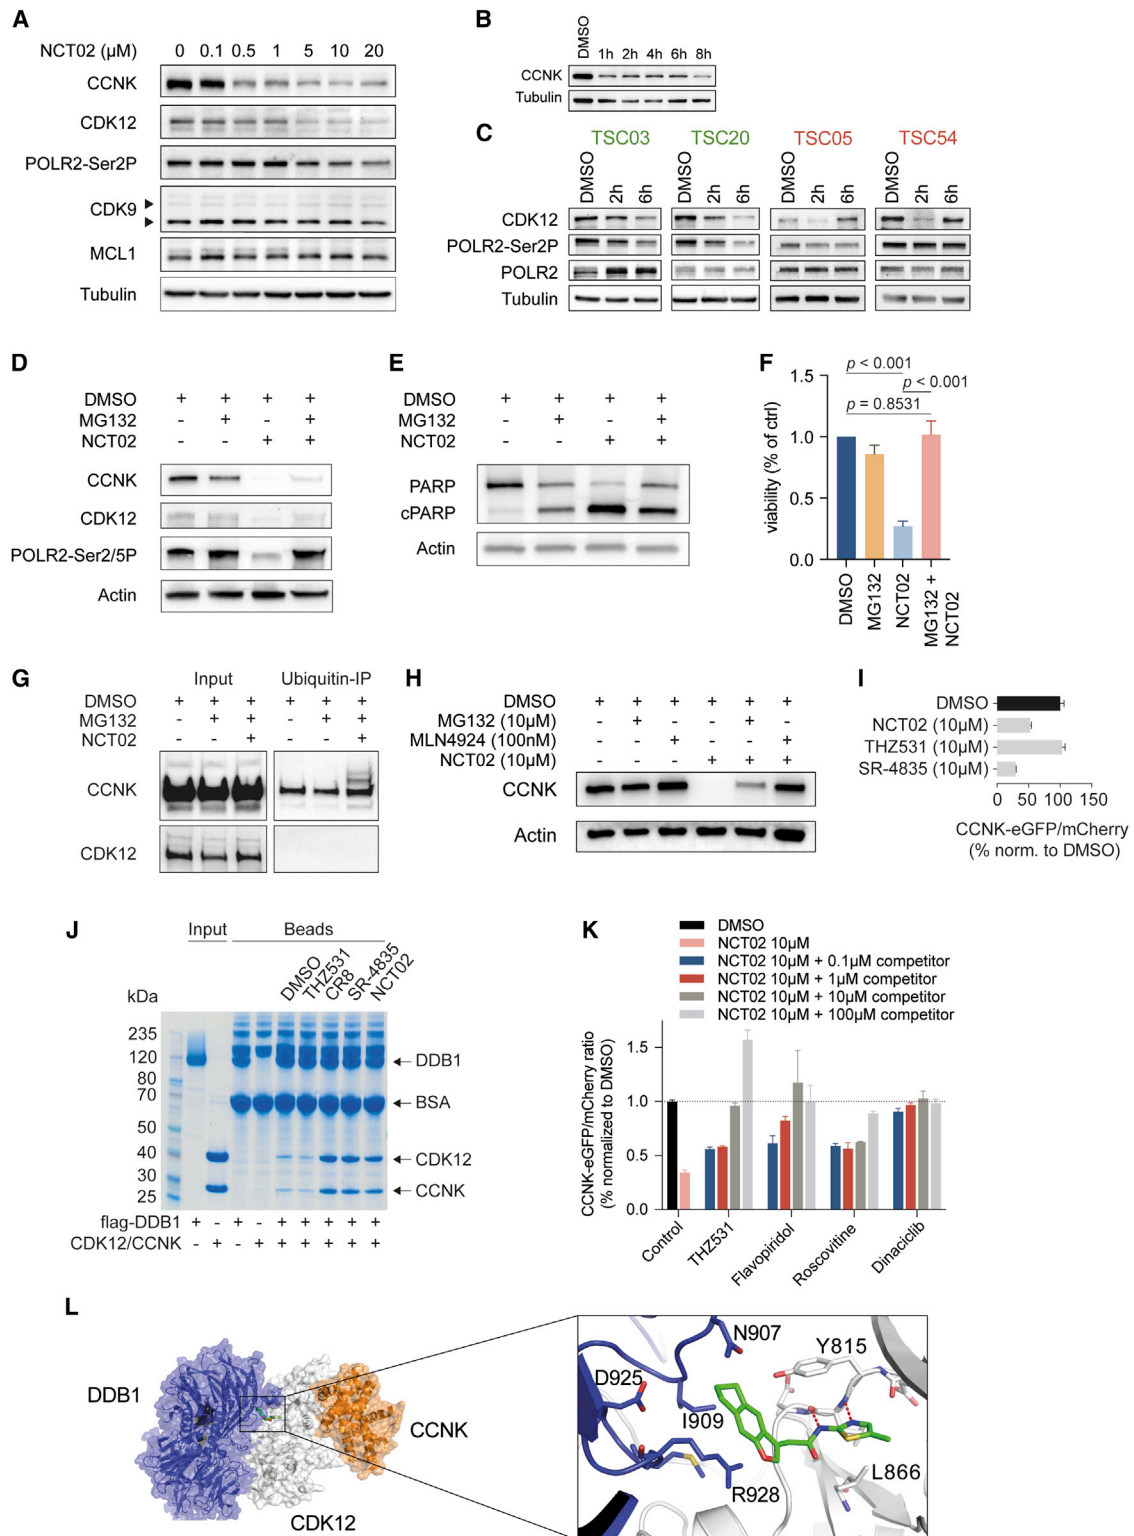 A
NCT02 (µM) 0 0.1 0.5 1 5 10 20
CCNK
CDK12
POLR2-Ser2P
CDK9
MCL1
Tubulin
B
DMSO 1h 2h 4h 6h 8h
CCNK
Tubulin
C
TSC03 TSC20 TSC05 TSC54
DMSO 2h 6h DMSO 2h 6h DMSO 2h 6h DMSO 2h 6h
CDK12
POLR2-Ser2P
POLR2
Tubulin
D
DMSO + + + +
MG132 - + - +
NCT02 - - + +
CCNK
CDK12
POLR2-Ser2/5P
Actin
E
DMSO + + + +
MG132 - + - +
NCT02 - - + +
PARP
cPARP
Actin
F
p < 0.001
p < 0.001
p = 0.8531
1.5
1.0
0.5
0.0
viability (% of ctrl)
DMSO
MG132
NCT02
MG132 +
NCT02
G
Input Ubiquitin-IP
DMSO + + + + + +
MG132 - + + - + +
NCT02 - - + - - +
CCNK
CDK12
H
DMSO + + + + + +
MG132 (10µM) - + - - + -
MLN4924 (100nM) - - + - - +
NCT02 (10µM) - - - + + +
CCNK
Actin
I
DMSO
NCT02 (10µM)
THZ531 (10µM)
SR-4835 (10µM)
0 50 100 150
CCNK-eGFP/mCherry
(% norm. to DMSO)
J
Input Beads
DMSO THZ531 CR8 SR-4835 NCT02
kDa
235
120
80
70
50
40
30
25
DDB1
BSA
CDK12
CCNK
flag-DDB1 + - + - + + + + +
CDK12/CCNK - + - + + + + + +
K
DMSO
NCT02 10µM
NCT02 10µM + 0.1µM competitor
NCT02 10µM + 1µM competitor
NCT02 10µM + 10µM competitor
NCT02 10µM + 100µM competitor
CCNK-eGFP/mCherry ratio
(% normalized to DMSO)
1.5
1.0
0.5
0.0
Control
THZ531
Flavopiridol
Roscovitine
Dinaciclib
L
DDB1
CCNK
CDK12
N907
Y815
D925
I909
R928
L866